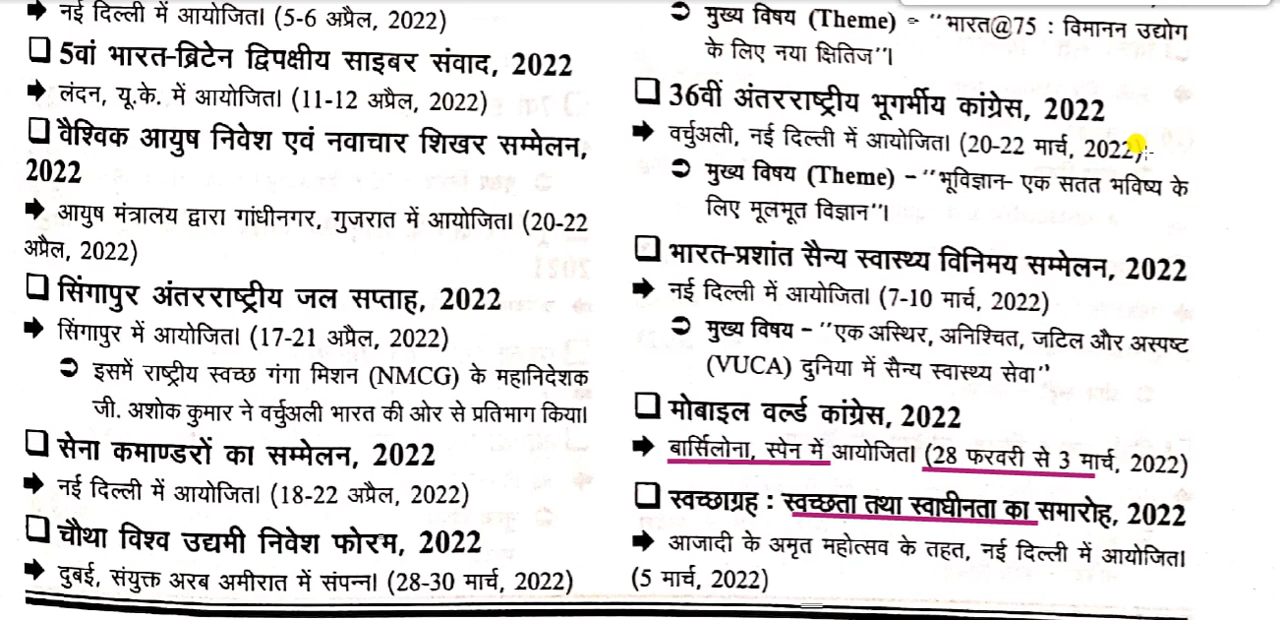 ➡ नई दिल्ली में आयोजित। (5-6 अप्रैल, 2022)
❑ 5वां भारत-ब्रिटेन द्विपक्षीय साइबर संवाद, 2022
➡ लंदन, यू.के. में आयोजित। (11-12 अप्रैल, 2022)
❑ वैश्विक आयुष निवेश एवं नवाचार शिखर सम्मेलन,
2022
➡ आयुष मंत्रालय द्वारा गांधीनगर, गुजरात में आयोजित। (20-22
अप्रैल, 2022)
❑ सिंगापुर अंतरराष्ट्रीय जल सप्ताह, 2022
➡ सिंगापुर में आयोजित। (17-21 अप्रैल, 2022)
➲ इसमें राष्ट्रीय स्वच्छ गंगा मिशन (NMCG) के महानिदेशक
जी. अशोक कुमार ने वर्चुअली भारत की ओर से प्रतिभाग किया।
❑ सेना कमाण्डरों का सम्मेलन, 2022
➡ नई दिल्ली में आयोजित। (18-22 अप्रैल, 2022)
❑ चौथा विश्व उद्यमी निवेश फोरम, 2022
➡ दुबई, संयुक्त अरब अमीरात में संपन्न। (28-30 मार्च, 2022)
➲ मुख्य विषय (Theme) - ''भारत@75 : विमानन उद्योग
के लिए नया क्षितिज''।
❑ 36वीं अंतरराष्ट्रीय भूगर्भीय कांग्रेस, 2022
➡ वर्चुअली, नई दिल्ली में आयोजित। (20-22 मार्च, 2022):-
➲ मुख्य विषय (Theme) – ''भूविज्ञान- एक सतत भविष्य के
लिए मूलभूत विज्ञान''।
❑ भारत-प्रशांत सैन्य स्वास्थ्य विनिमय सम्मेलन, 2022
➡ नई दिल्ली में आयोजित। (7-10 मार्च, 2022)
➲ मुख्य विषय – ''एक अस्थिर, अनिश्चित, जटिल और अस्पष्ट
(VUCA) दुनिया में सैन्य स्वास्थ्य सेवा''
❑ मोबाइल वर्ल्ड कांग्रेस, 2022
➡ बार्सिलोना, स्पेन में आयोजित। (28 फरवरी से 3 मार्च, 2022)
❑ स्वच्छाग्रह : स्वच्छता तथा स्वाधीनता का समारोह, 2022
➡ आजादी के अमृत महोत्सव के तहत, नई दिल्ली में आयोजित।
(5 मार्च, 2022)